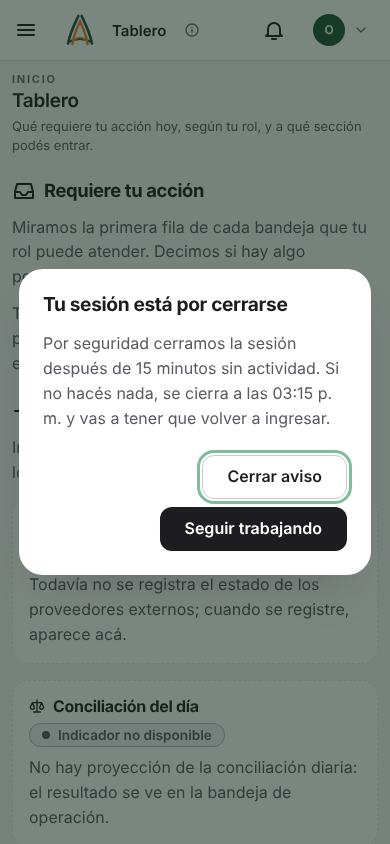 O
Tablero
INICIO
Tablero
Qué requiere tu acción hoy, según tu rol, y a qué sección
podés entrar.
Requiere tu acción
Miramos la primera fila de cada bandeja que tu
rol puede atender. Decimos si hay algo
Tu sesión está por cerrarse
Por seguridad cerramos la sesión
después de 15 minutos sin actividad. Si
no hacés nada, se cierra a las 03:15 p.
m. y vas a tener que volver a ingresar.
Cerrar aviso
Seguir trabajando
Todavía no se registra el estado de los
proveedores externos; cuando se registre,
aparece acá.
Conciliación del día
Indicador no disponible
No hay proyección de la conciliación diaria:
el resultado se ve en la bandeja de
operación.